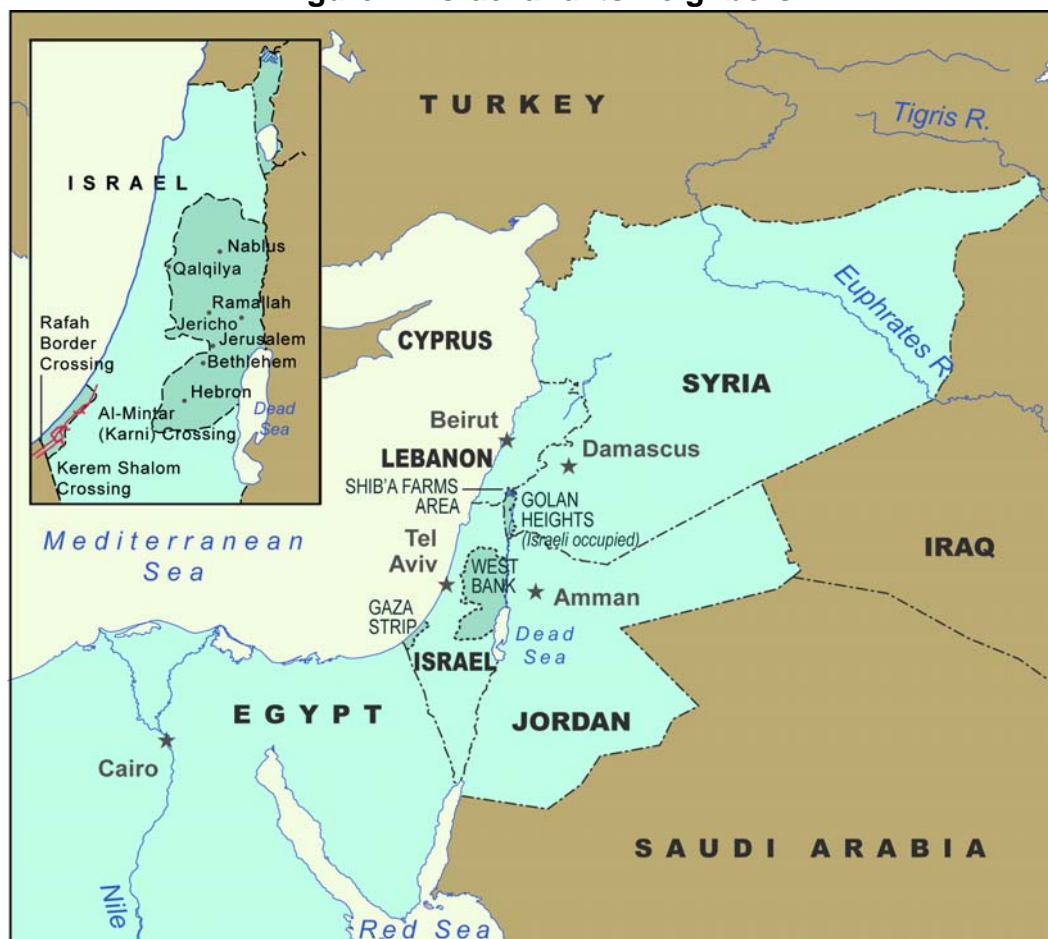 TURKEY
Tigris R.
ISRAEL
Nablus
Qalqilya
Ramallah
Jericho
Jerusalem
Bethlehem
Hebron
Dead
Sea
Rafah
Border
Crossing
Al-Mintar
(Karni) Crossing
Kerem Shalom
Crossing
Euphrates R.
CYPRUS
SYRIA
Beirut
LEBANON
Damascus
SHIB'A FARMS
AREA
GOLAN
HEIGHTS
(Israeli occupied)
Mediterranean
Sea
Tel
Aviv
WEST
BANK
Amman
IRAQ
GAZA
STRIP
Dead
Sea
ISRAEL
EGYPT
JORDAN
Cairo
SAUDI ARABIA
Nile
Red Sea